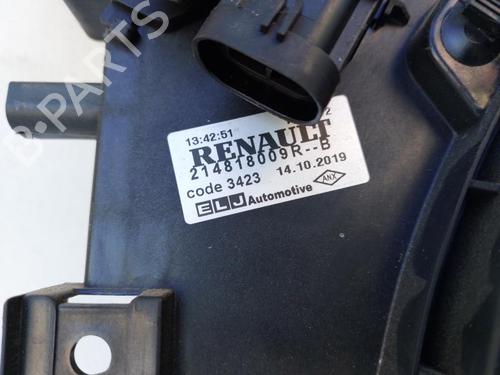 13:42:51
RENAULT
214818009R--B
code 3423 14.10.2019
ELJ Automotive ANX
B-PARTS